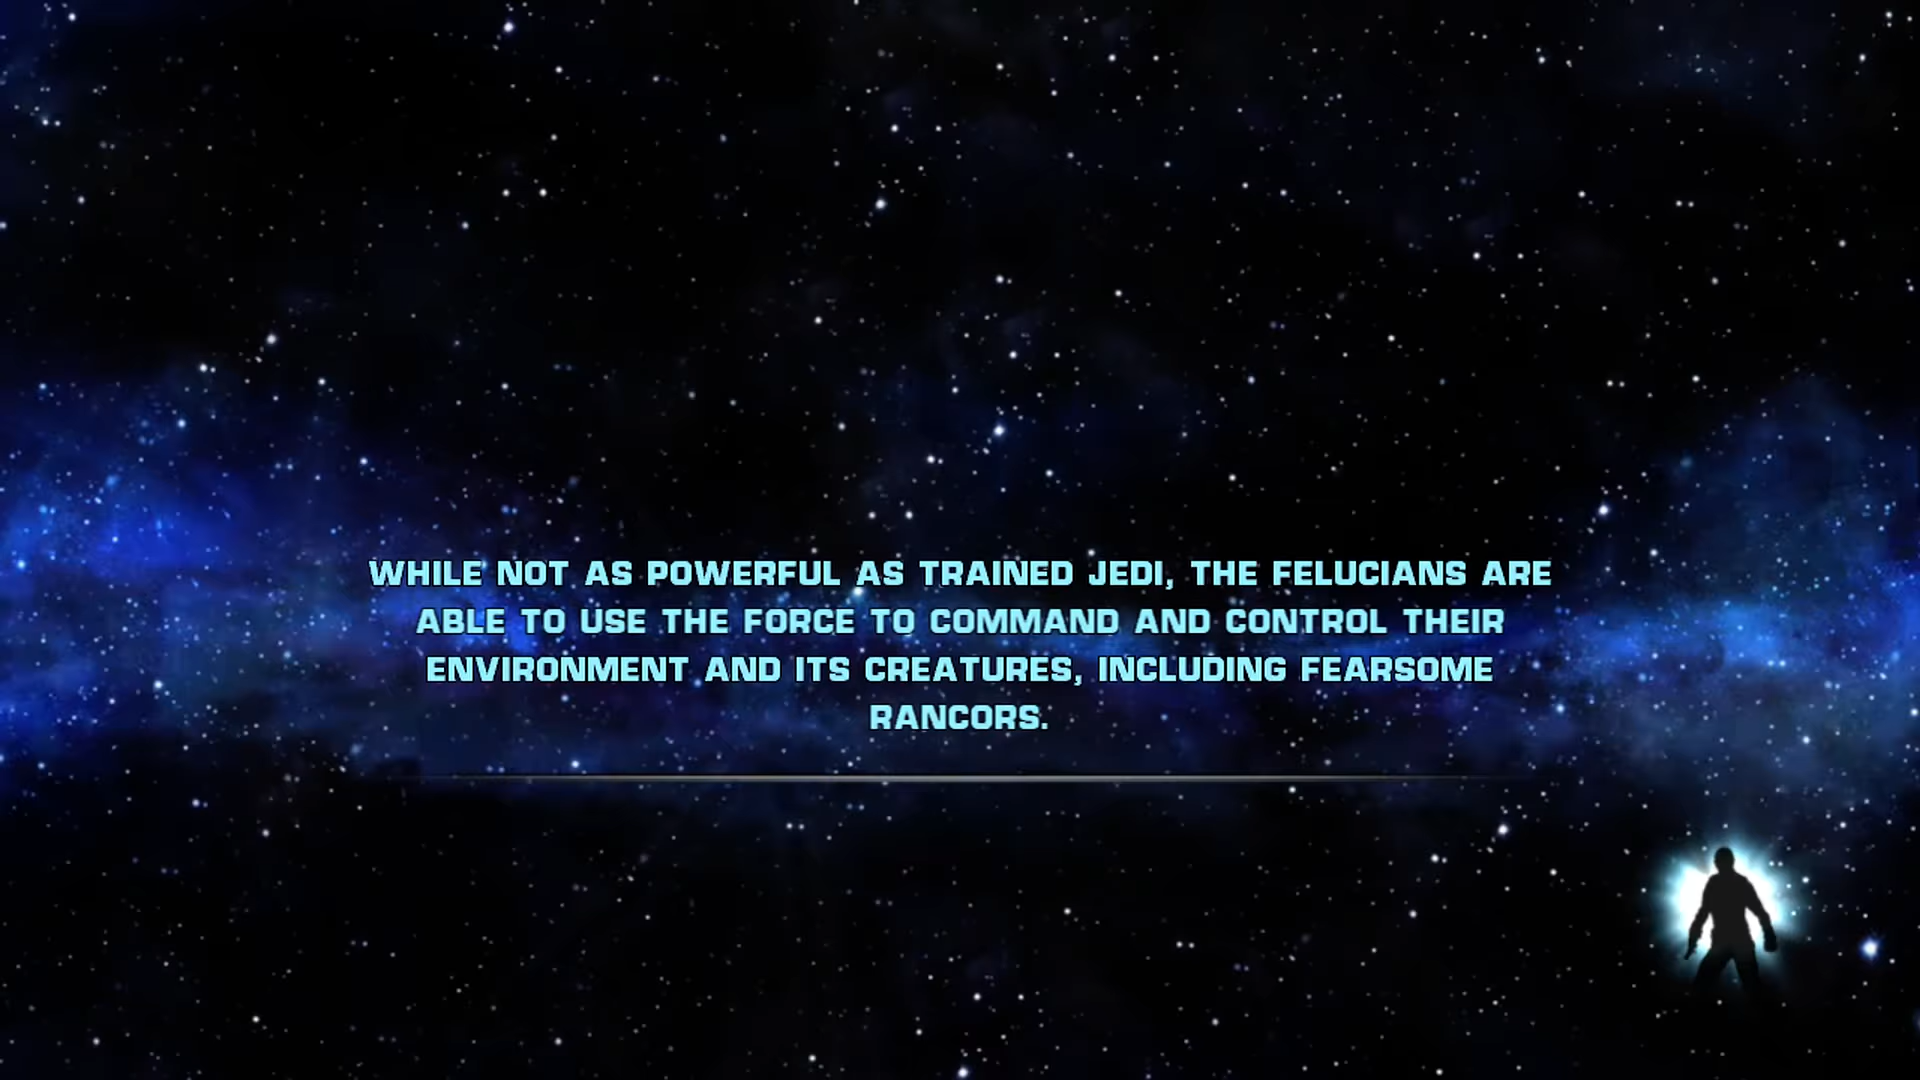 WHILE NOT AS POWERFUL AS TRAINED JEDI, THE FELUCIANS ARE
ABLE TO USE THE FORCE TO COMMAND AND CONTROL THEIR
ENVIRONMENT AND ITS CREATURES, INCLUDING FEARSOME
RANCORS.